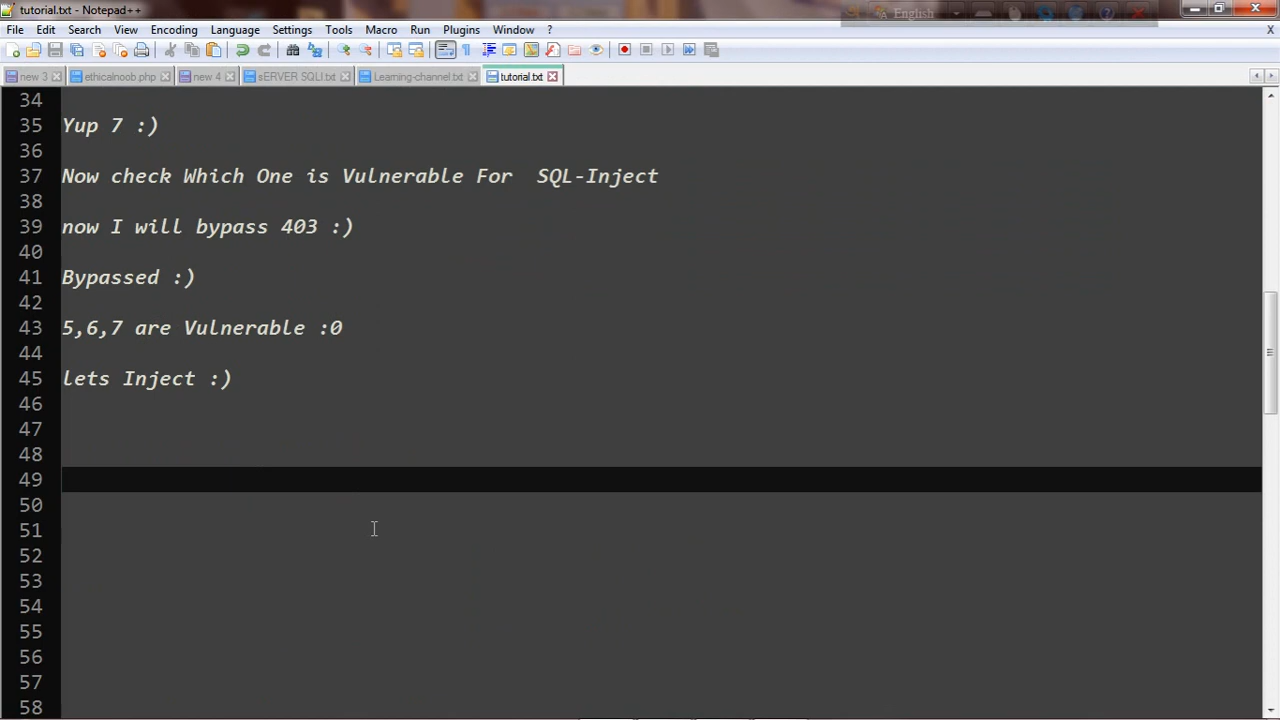 tutorial.txt - Notepad++
English
File Edit Search View Encoding Language Settings Tools Macro Run Plugins Window ?
X
new 3 ethicalnoob.php new 4 sERVER SQLI.txt Learning-channel.txt tutorial.txt
34
35 Yup 7 :)
36
37 Now check Which One is Vulnerable For  SQL-Inject
38
39 now I will bypass 403 :)
40
41 Bypassed :)
42
43 5,6,7 are Vulnerable :0
44
45 lets Inject :)
46
47
48
49
50
51
52
53
54
55
56
57
58